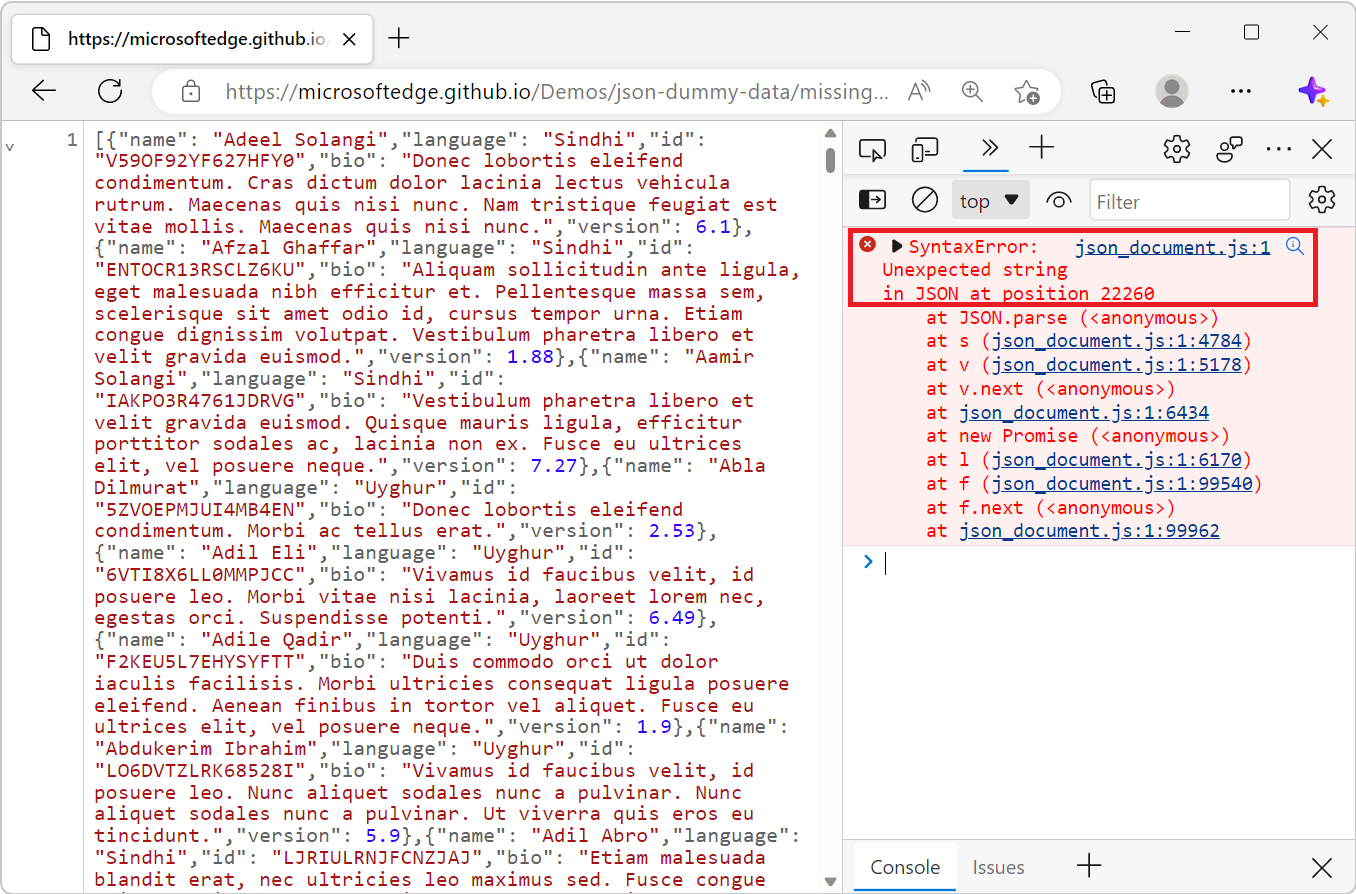 https://microsoftedge.github.io/
https://microsoftedge.github.io/Demos/json-dummy-data/missing...
1
[{"name": "Adeel Solangi","language": "Sindhi","id":
"V59OF92YF627HFY0","bio": "Donec lobortis eleifend
condimentum. Cras dictum dolor lacinia lectus vehicula
rutrum. Maecenas quis nisi nunc. Nam tristique feugiat est
vitae mollis. Maecenas quis nisi nunc.","version": 6.1},
{"name": "Afzal Ghaffar","language": "Sindhi","id":
"ENTOCR13RSCLZ6KU","bio": "Aliquam sollicitudin ante ligula,
eget malesuada nibh efficitur et. Pellentesque massa sem,
scelerisque sit amet odio id, cursus tempor urna. Etiam
congue dignissim volutpat. Vestibulum pharetra libero et
velit gravida euismod.","version": 1.88},{"name": "Aamir
Solangi","language": "Sindhi","id":
"IAKPO3R4761JDRVG","bio": "Vestibulum pharetra libero et
velit gravida euismod. Quisque mauris ligula, efficitur
porttitor sodales ac, lacinia non ex. Fusce eu ultrices
elit, vel posuere neque.","version": 7.27},{"name": "Abla
Dilmurat","language": "Uyghur","id":
"5ZVOEPMJUI4MB4EN","bio": "Donec lobortis eleifend
condimentum. Morbi ac tellus erat.","version": 2.53},
{"name": "Adil Eli","language": "Uyghur","id":
"6VTI8X6LL0MMPJCC","bio": "Vivamus id faucibus velit, id
posuere leo. Morbi vitae nisi lacinia, laoreet lorem nec,
egestas orci. Suspendisse potenti.","version": 6.49},
{"name": "Adile Qadir","language": "Uyghur","id":
"F2KEU5L7EHYSYFTT","bio": "Duis commodo orci ut dolor
iaculis facilisis. Morbi ultricies consequat ligula posuere
eleifend. Aenean finibus in tortor vel aliquet. Fusce eu
ultrices elit, vel posuere neque.","version": 1.9},{"name":
"Abdukerim Ibrahim","language": "Uyghur","id":
"LO6DVTZLRK68528I","bio": "Vivamus id faucibus velit, id
posuere leo. Nunc aliquet sodales nunc a pulvinar. Nunc
aliquet sodales nunc a pulvinar. Ut viverra quis eros eu
tincidunt.","version": 5.9},{"name": "Adil Abro","language":
"Sindhi","id": "LJRIULRNJFCNZJAJ","bio": "Etiam malesuada
blandit erat, nec ultricies leo maximus sed. Fusce congue
top
Filter
SyntaxError: json_document.js:1
Unexpected string
in JSON at position 22260
at JSON.parse (<anonymous>)
at s (json_document.js:1:4784)
at v (json_document.js:1:5178)
at v.next (<anonymous>)
at json_document.js:1:6434
at new Promise (<anonymous>)
at l (json_document.js:1:6170)
at f (json_document.js:1:99540)
at f.next (<anonymous>)
at json_document.js:1:99962
Console
Issues